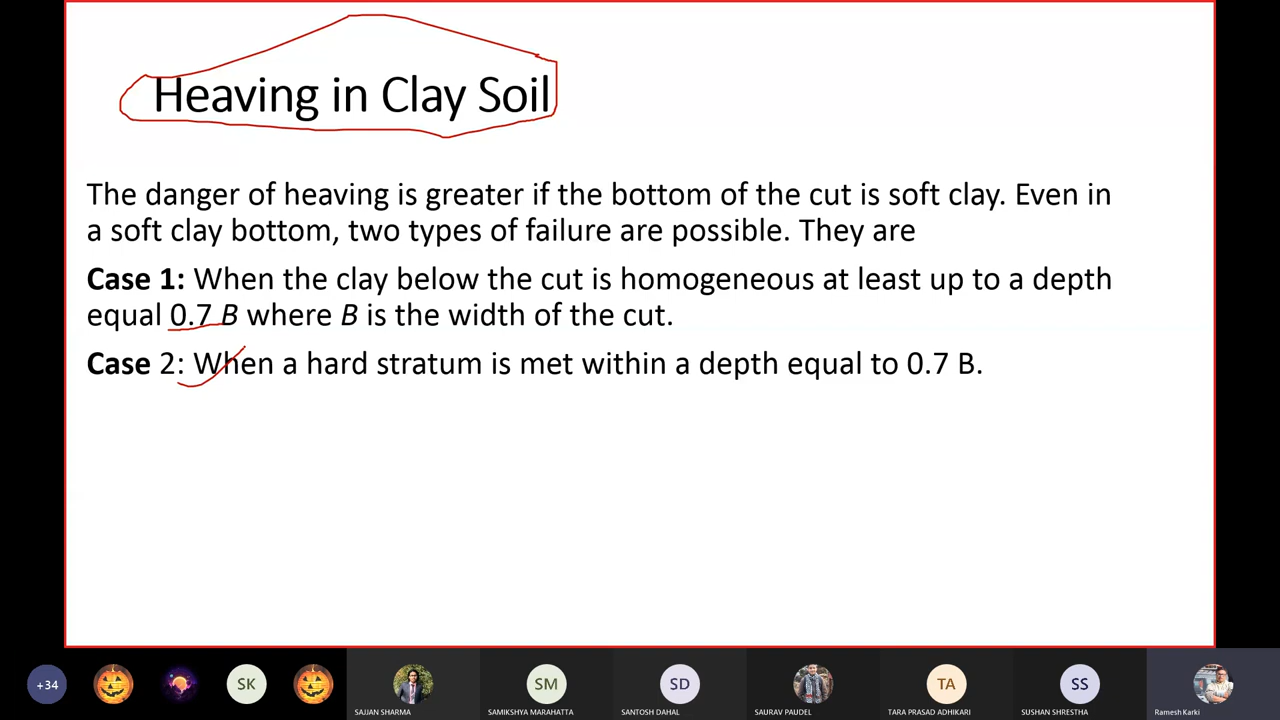 Heaving in Clay Soil
The danger of heaving is greater if the bottom of the cut is soft clay. Even in
a soft clay bottom, two types of failure are possible. They are
Case 1: When the clay below the cut is homogeneous at least up to a depth
equal 0.7 B where B is the width of the cut.
Case 2: When a hard stratum is met within a depth equal to 0.7 B.
+34
SK
SM
SD
TA
SS
SAJJAN SHARMA
SAMIKSHYA MARAHATTA
SANTOSH DAHAL
SAURAV PAUDEL
TARA PRASAD ADHIKARI
SUSHAN SHRESTHA
Ramesh Karki